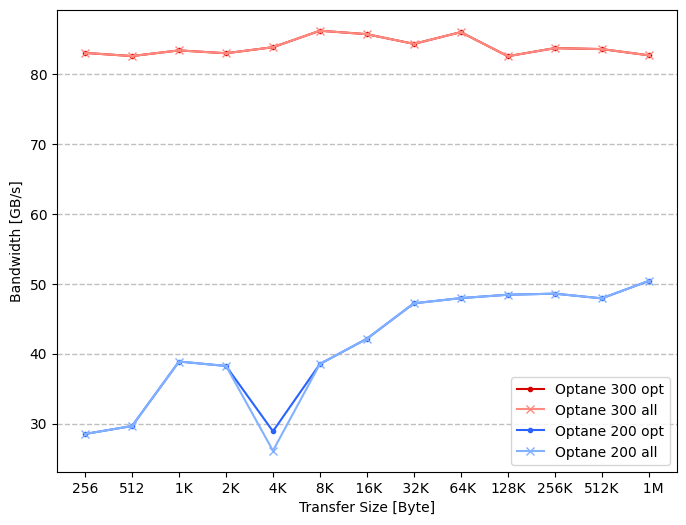 80
70
60
50
40
30
Bandwidth [GB/s]
256 512 1K 2K 4K 8K 16K 32K 64K 128K 256K 512K 1M
Transfer Size [Byte]
Optane 300 opt
Optane 300 all
Optane 200 opt
Optane 200 all